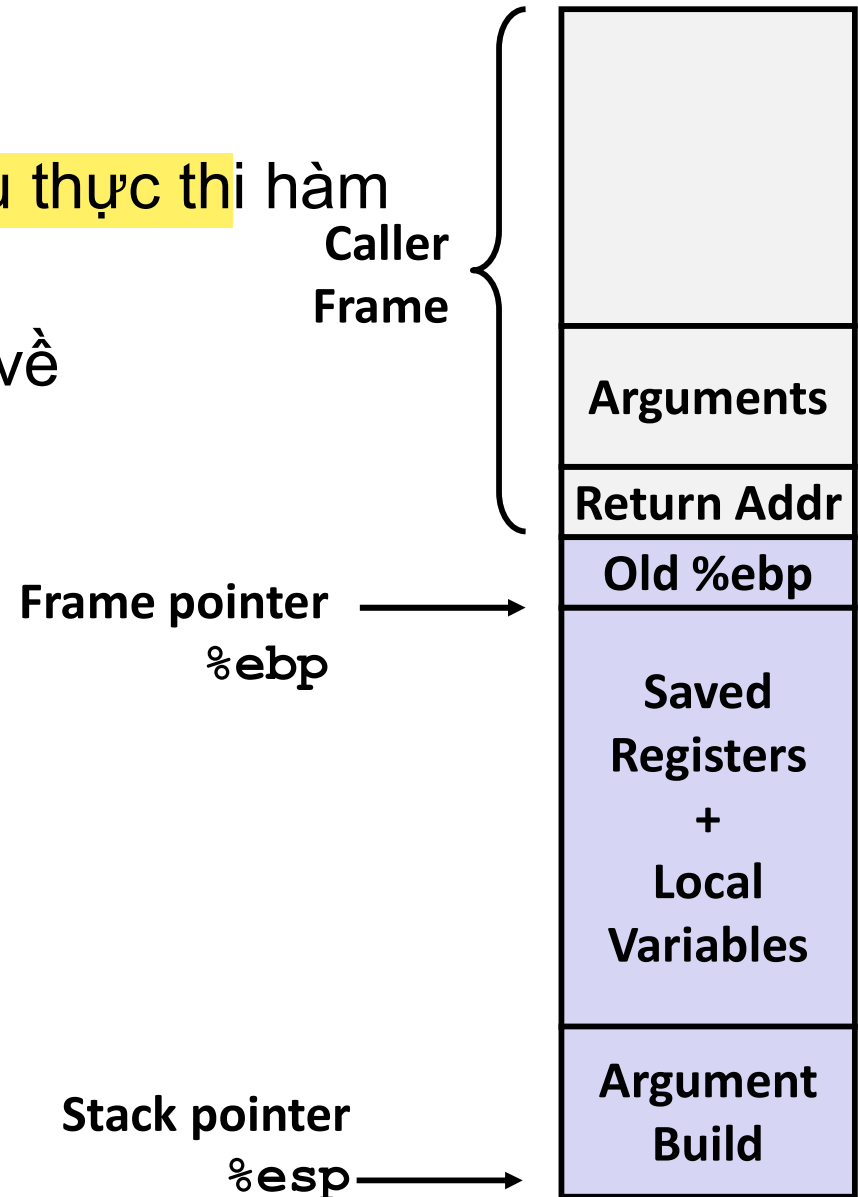 thực thi hàm
Caller
Frame
về
Arguments
Return Addr
Old %ebp
Frame pointer
%ebp
Saved
Registers
+
Local
Variables
Argument
Build
Stack pointer
%esp